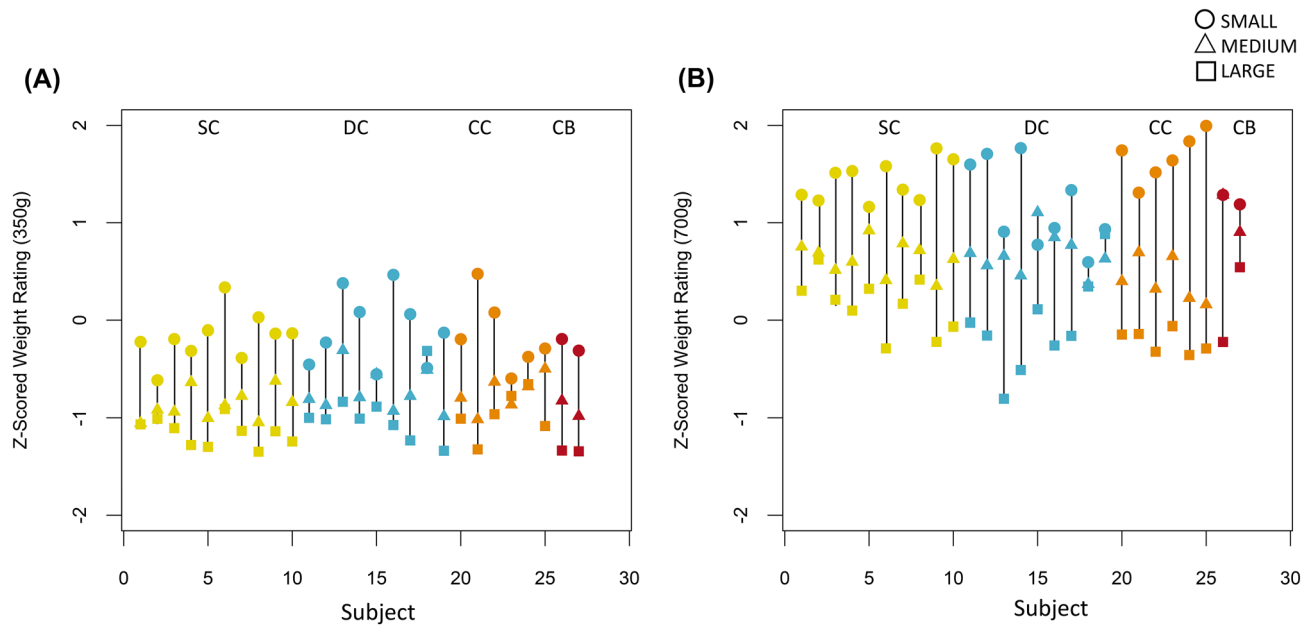 SMALL
MEDIUM
LARGE
(A)
(B)
SC DC CC CB
SC DC CC CB
Z-Scored Weight Rating (350g)
2
1
0
-1
-2
0 5 10 15 20 25 30
Subject
Z-Scored Weight Rating (700g)
2
1
0
-1
-2
0 5 10 15 20 25 30
Subject